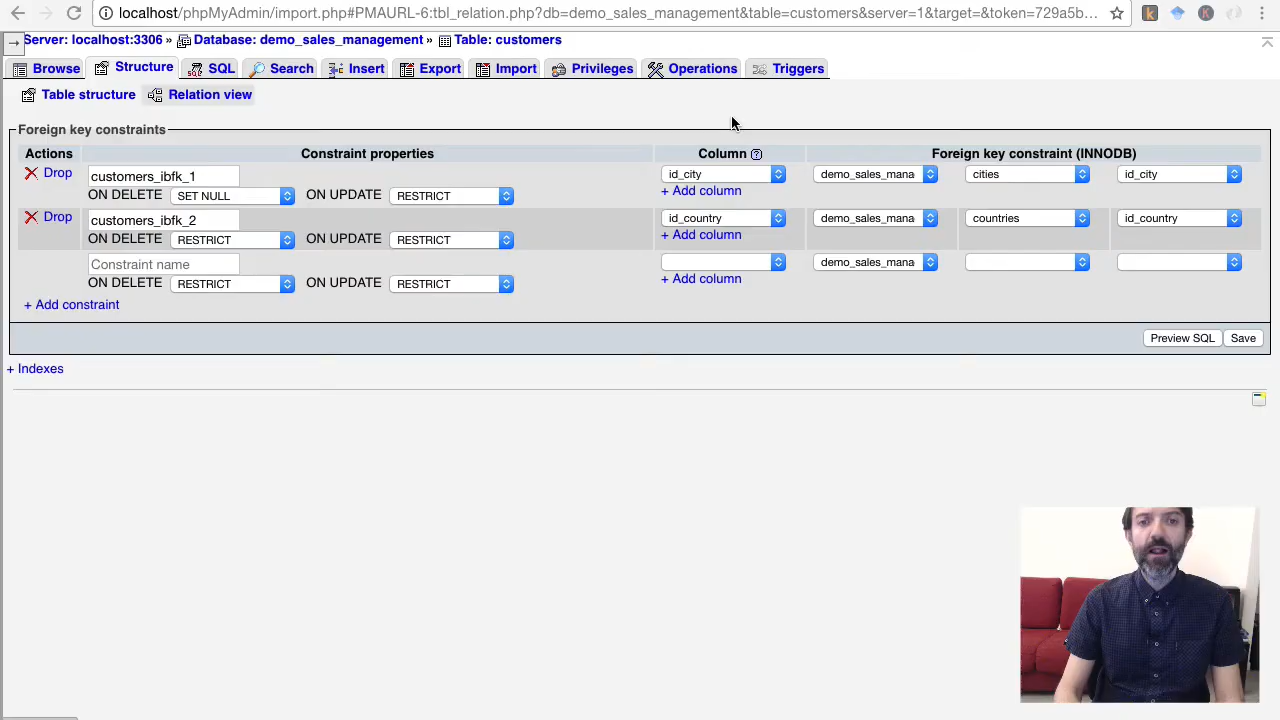 localhost/phpMyAdmin/import.php#PMAURL-6:tbl_relation.php?db=demo_sales_management&table=customers&server=1&target=&token=729a5b...
Server: localhost:3306 » Database: demo_sales_management » Table: customers
Browse Structure SQL Search Insert Export Import Privileges Operations Triggers
Table structure Relation view
Foreign key constraints
Actions Constraint properties Column Foreign key constraint (INNODB)
Drop customers_ibfk_1 id_city demo_sales_mana cities id_city
ON DELETE SET NULL ON UPDATE RESTRICT + Add column
Drop customers_ibfk_2 id_country demo_sales_mana countries id_country
ON DELETE RESTRICT ON UPDATE RESTRICT + Add column
Constraint name demo_sales_mana
ON DELETE RESTRICT ON UPDATE RESTRICT + Add column
+ Add constraint
Preview SQL Save
+ Indexes